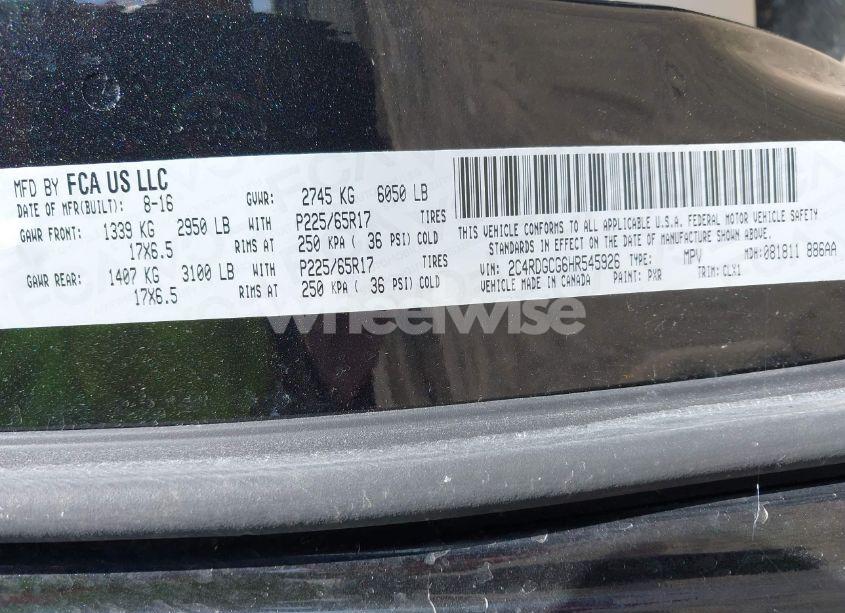 MFD BY FCA US LLC
DATE OF MFR(BUILT): 8-16 GVWR: 2745 KG 6050 LB
GAWR FRONT: 1339 KG 2950 LB WITH P225/65R17 TIRES
17X6.5 RIMS AT 250 KPA ( 36 PSI) COLD
GAWR REAR: 1407 KG 3100 LB WITH P225/65R17 TIRES
17X6.5 RIMS AT 250 KPA ( 36 PSI) COLD
THIS VEHICLE CONFORMS TO ALL APPLICABLE U.S.A. FEDERAL MOTOR VEHICLE SAFETY
STANDARDS IN EFFECT ON THE DATE OF MANUFACTURE SHOWN ABOVE.
VIN: 2C4RDGCG6HR545926 TYPE: MPV MDH: 081811 886AA
VEHICLE MADE IN CANADA PAINT: PXR TRIM: CLX1
wheelwise